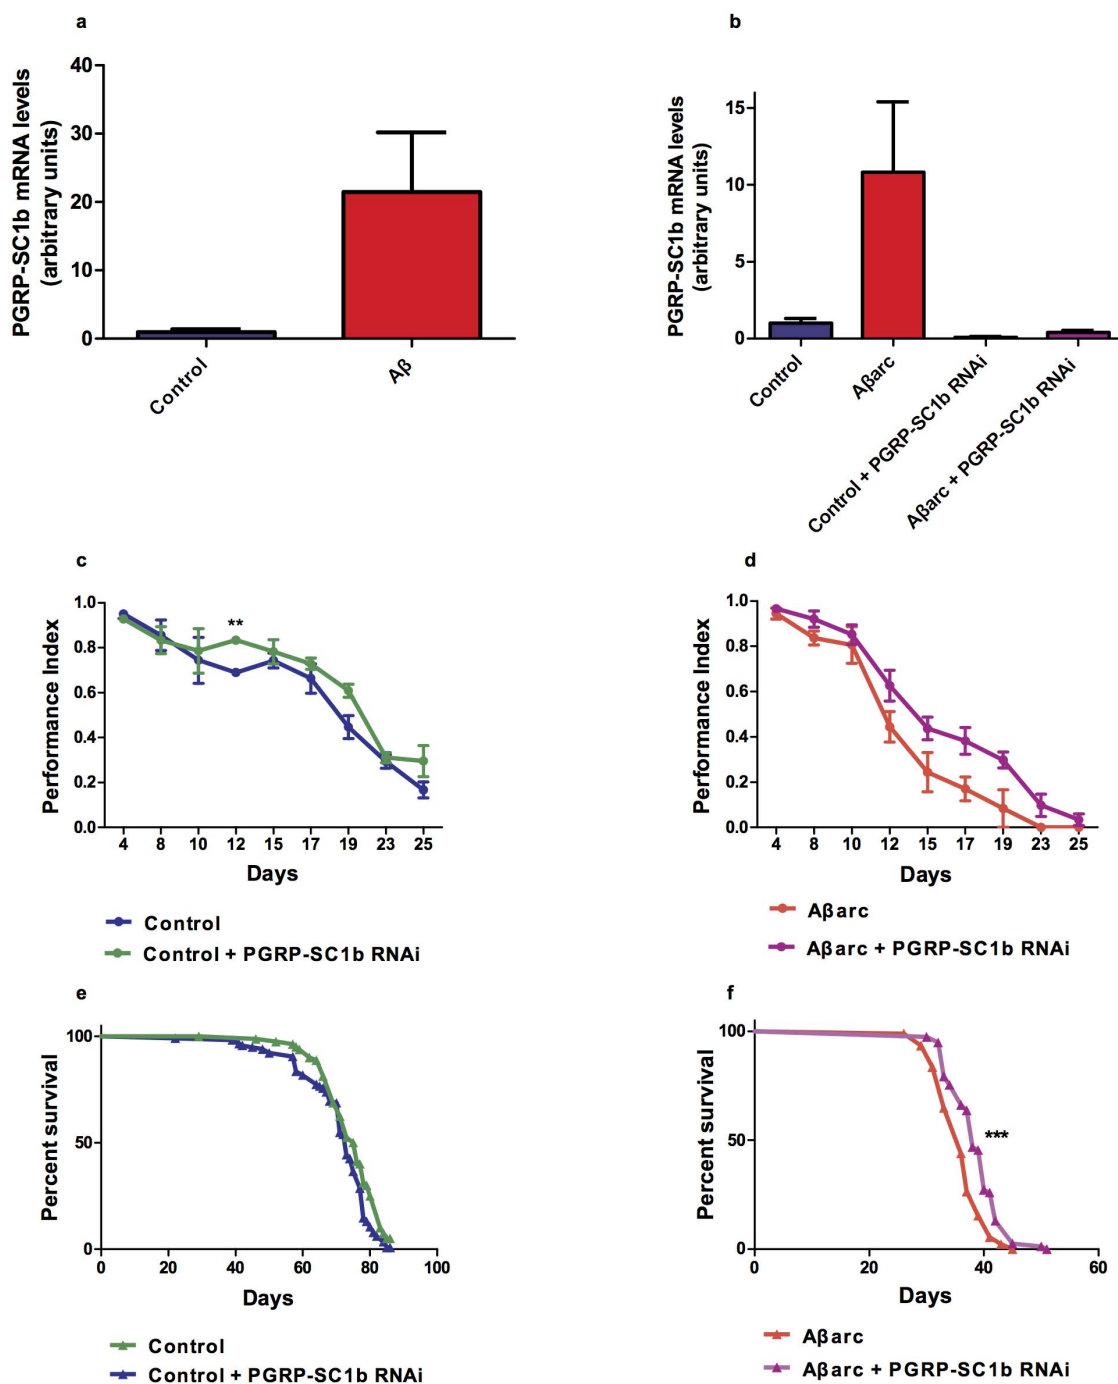 a
PGRP-SC1b mRNA levels
(arbitrary units)
40
30
20
10
0
Control
Aβ
b
PGRP-SC1b mRNA levels
(arbitrary units)
15
10
5
0
Control
Aβarc
Control + PGRP-SC1b RNAi
Aβarc + PGRP-SC1b RNAi
c
Performance Index
1.0
0.8
0.6
0.4
0.2
0.0
**
4 8 10 12 15 17 19 23 25
Days
Control
Control + PGRP-SC1b RNAi
d
Performance Index
1.0
0.8
0.6
0.4
0.2
0.0
4 8 10 12 15 17 19 23 25
Days
Aβarc
Aβarc + PGRP-SC1b RNAi
e
Percent survival
100
50
0
0 20 40 60 80 100
Days
Control
Control + PGRP-SC1b RNAi
f
Percent survival
100
50
0
***
0 20 40 60
Days
Aβarc
Aβarc + PGRP-SC1b RNAi